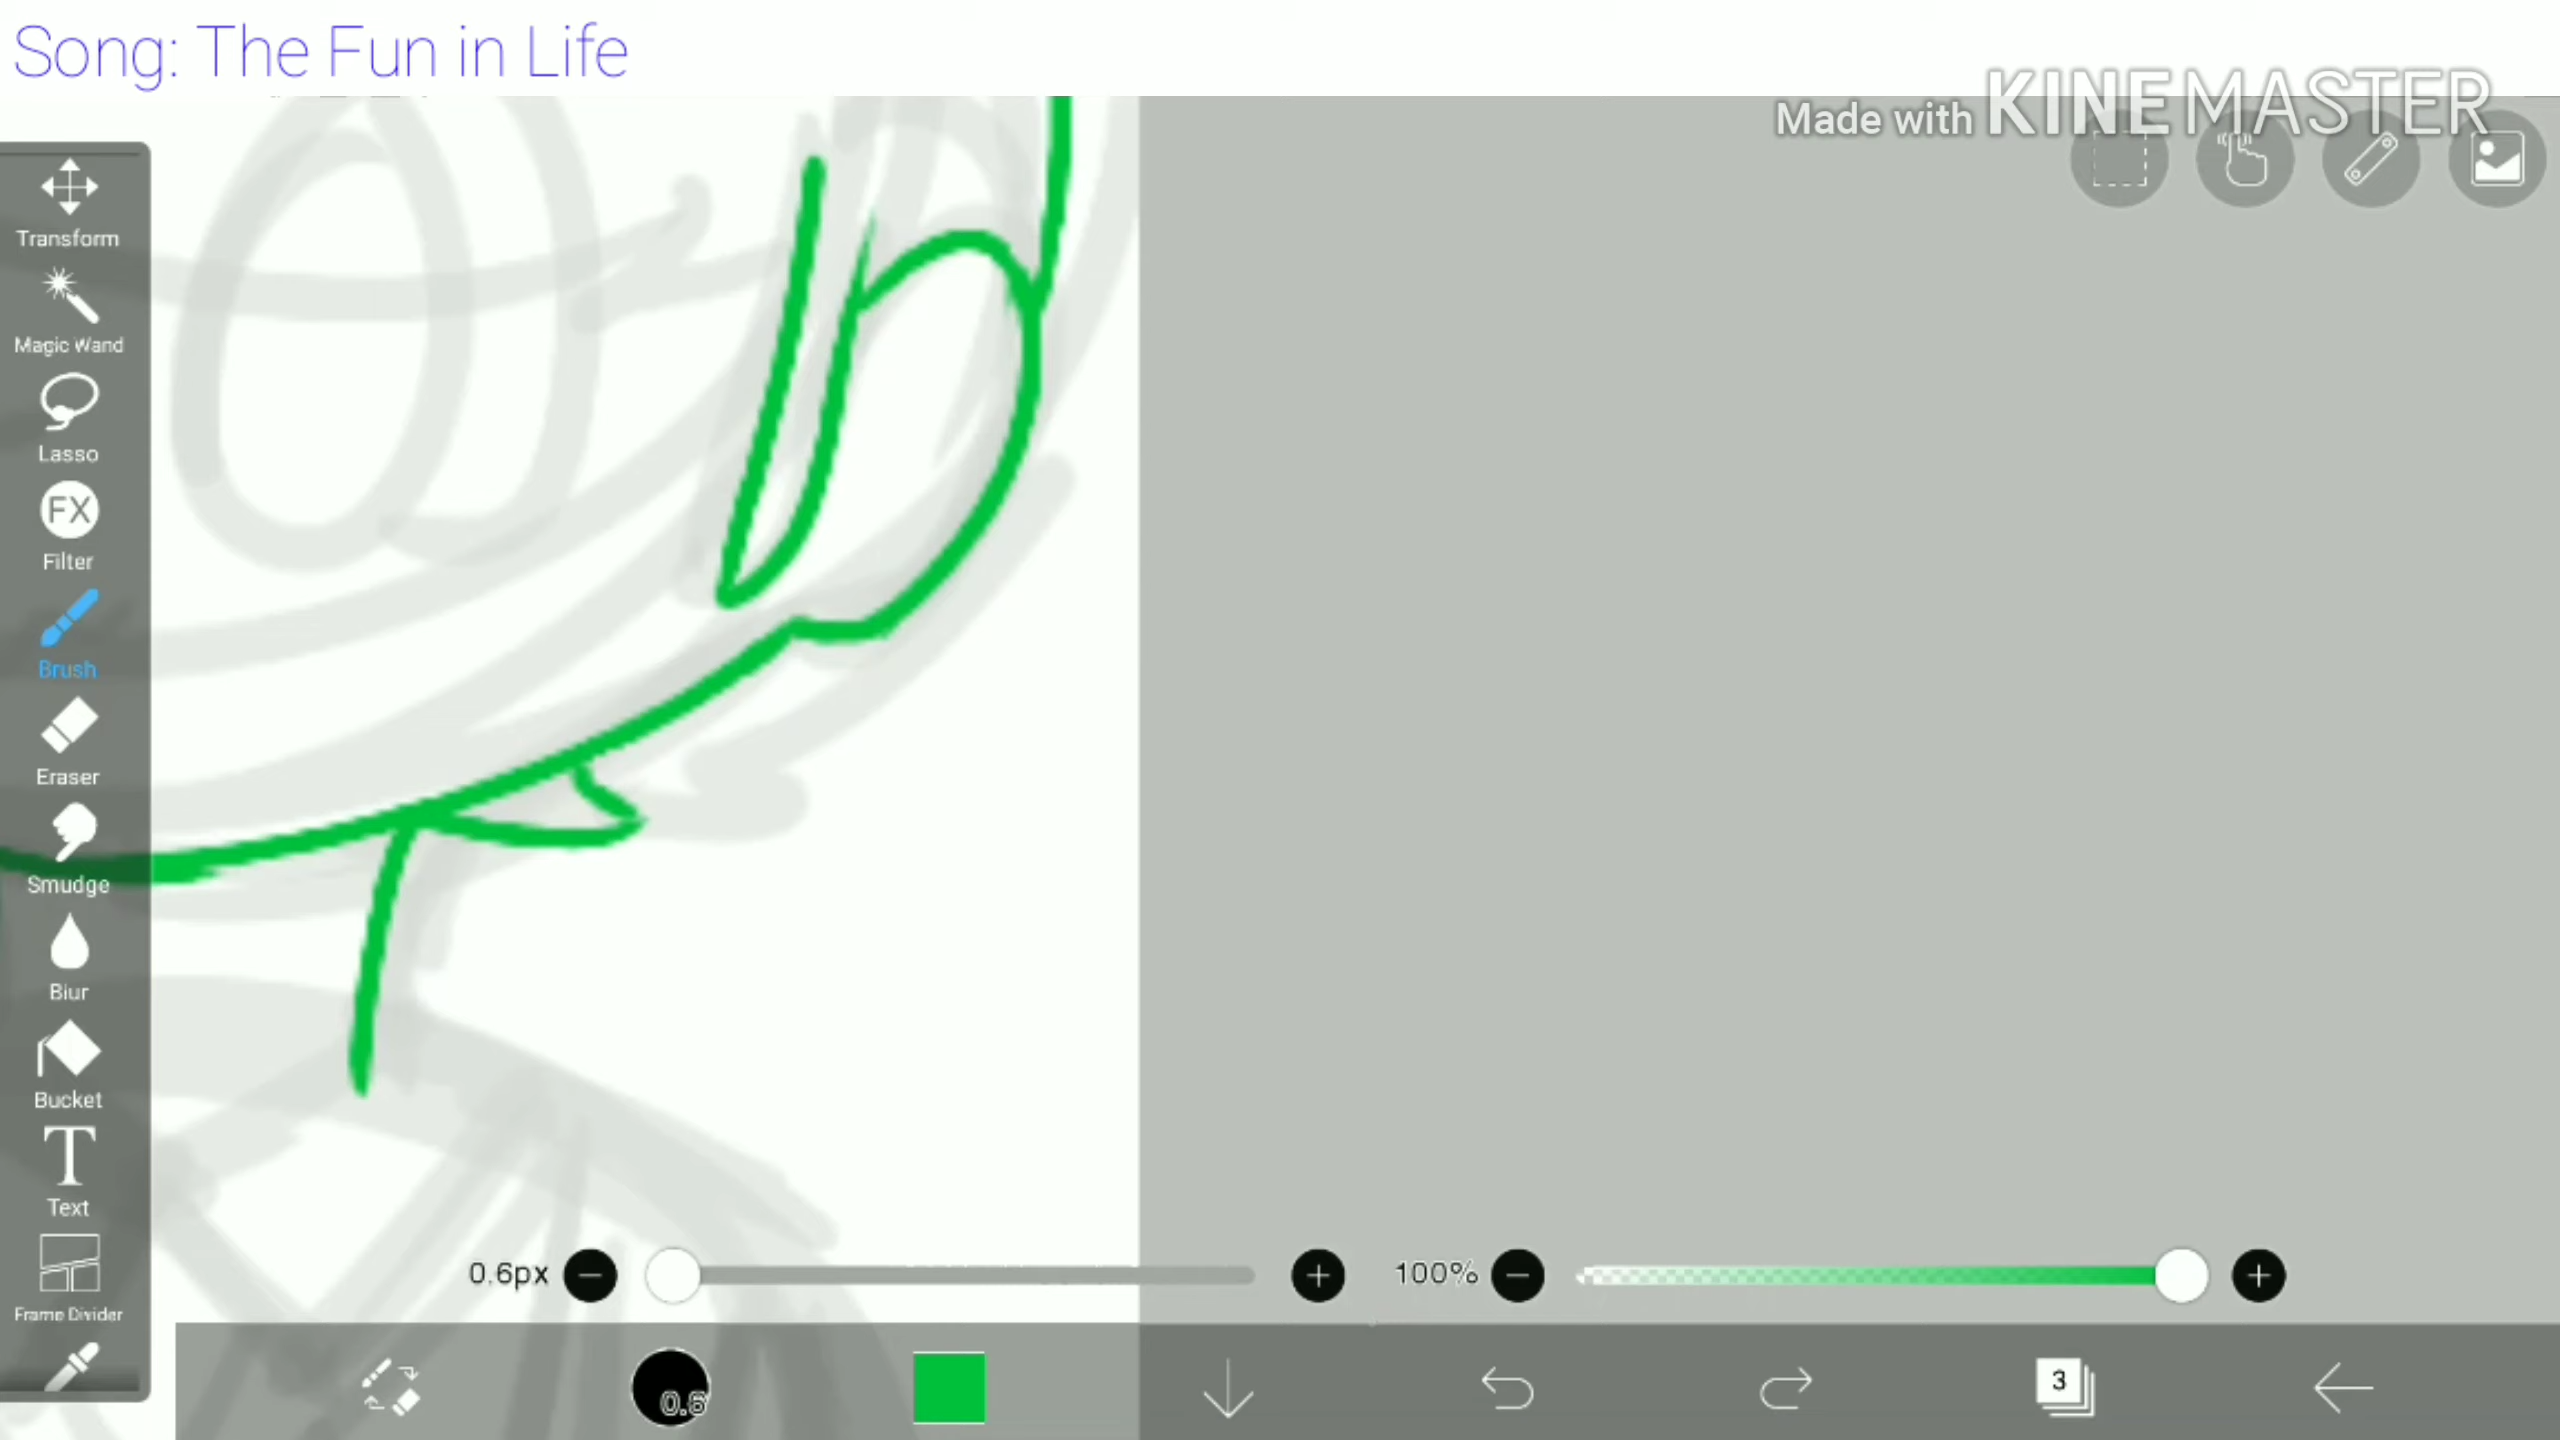 Song: The Fun in Life
Made with KINEMASTER
Transform
Magic Wand
Lasso
FX
Filter
Brush
Eraser
Smudge
Blur
Bucket
T
Text
Frame Divider
0.6px
100%
0.6
3